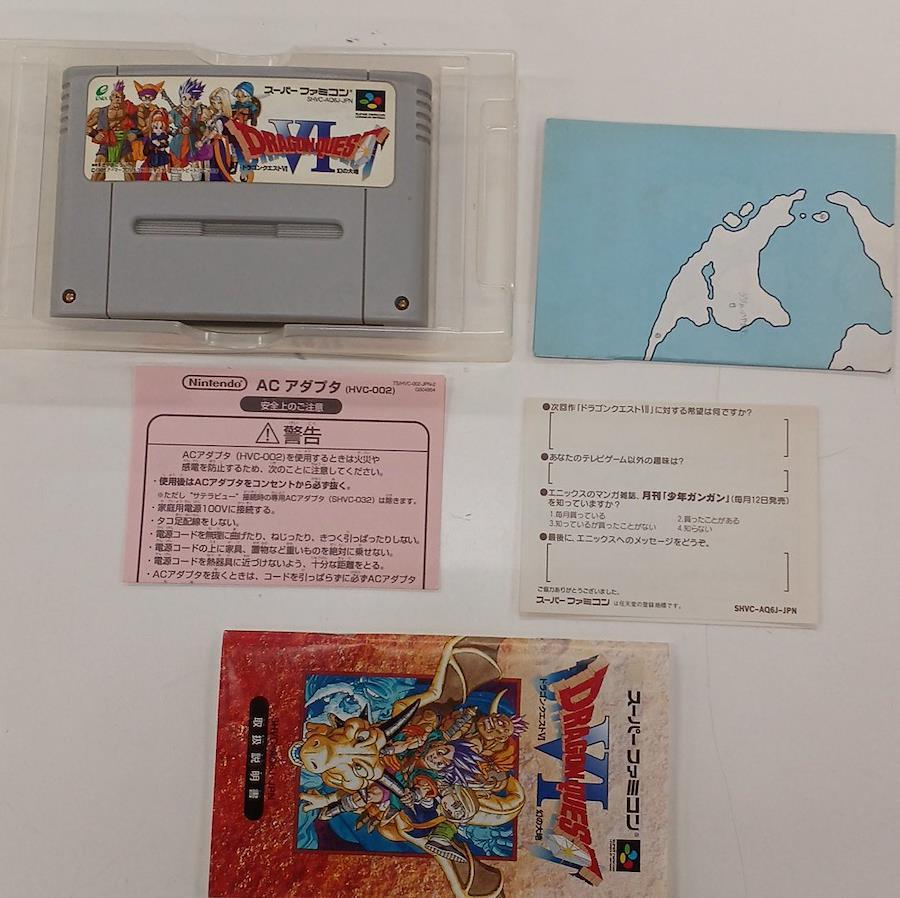 スーパーファミコン
SHVC-AQ6J-JPN
ENIX
DRAGON QUEST
VI
ドラゴンクエストVI 幻の大地
Nintendo ACアダプタ (HVC-002)
安全上のご注意
警告
ACアダプタ (HVC-002) を使用するときは火災や
感電を防止するため、次のことに注意してください。
・使用後はACアダプタをコンセントから必ず抜く。
※ただし“サテラビュー”接続時の専用ACアダプタ (SHVC-032) は除きます。
・家庭用電源100Vに接続する。
・タコ足配線をしない。
・電源コードを無理に曲げたり、ねじったり、きつく引っぱったりしない。
・電源コードの上に家具、置物など重いものを絶対に乗せない。
・電源コードを熱器具に近づけないよう、十分な距離をとる。
・ACアダプタを抜くときは、コードを引っぱらずに必ずACアダプタ
●次回作「ドラゴンクエストVII」に対する希望は何ですか?
●あなたのテレビゲーム以外の趣味は?
●エニックスのマンガ雑誌、月刊「少年ガンガン」(毎月12日発売)
を知っていますか?
1.毎月買っている 2.買ったことがある
3.知っているが買ったことがない 4.知らない
●最後に、エニックスへのメッセージをどうぞ。
ご協力ありがとうございました。
スーパーファミコンは任天堂の登録商標です。
SHVC-AQ6J-JPN
スーパーファミコン
DRAGON QUEST
VI
ドラゴンクエストVI
幻の大地
取扱説明書